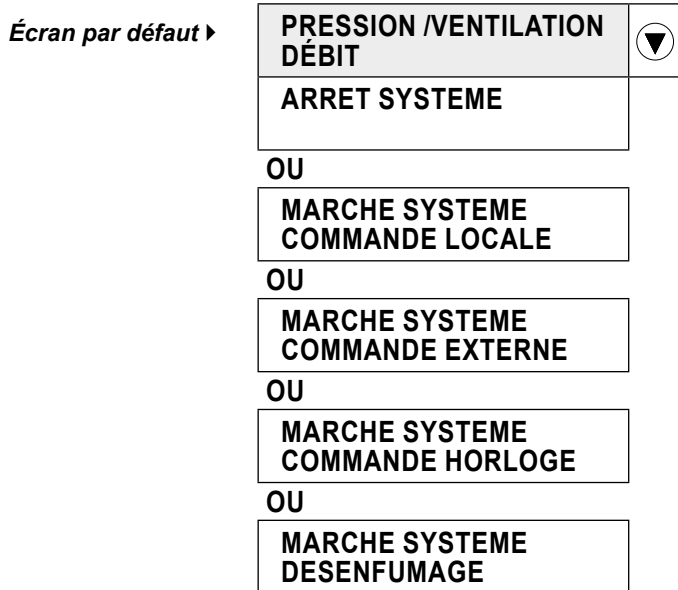 Écran par défaut
PRESSION /VENTILATION
DÉBIT
ARRET SYSTEME
OU
MARCHE SYSTEME
COMMANDE LOCALE
OU
MARCHE SYSTEME
COMMANDE EXTERNE
OU
MARCHE SYSTEME
COMMANDE HORLOGE
OU
MARCHE SYSTEME
DESENFUMAGE